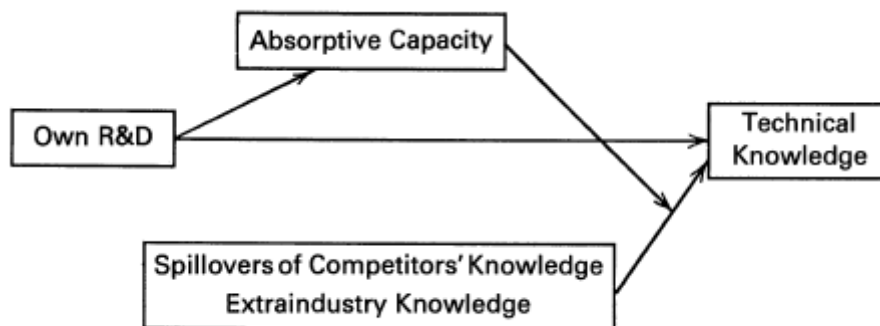 Absorptive Capacity
Own R&D
Technical
Knowledge
Spillovers of Competitors' Knowledge
Extraindustry Knowledge